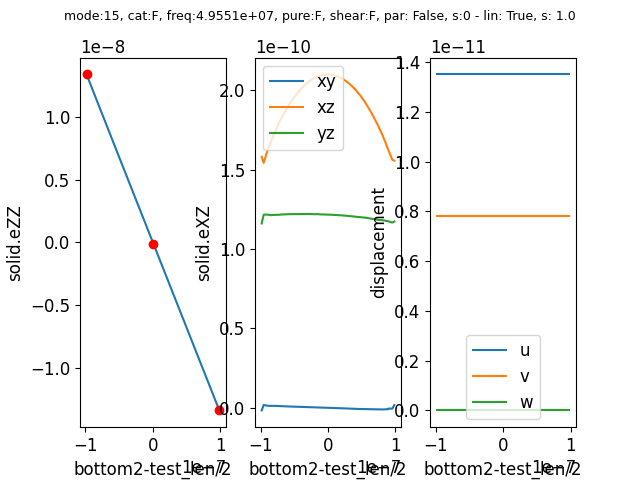 mode:15, cat:F, freq:4.9551e+07, pure:F, shear:F, par: False, s:0 - lin: True, s: 1.0
1e−8
1.0
0.5
0.0
−0.5
−1.0
solid.eZZ
−1
0
1
1e−7
bottom2-test_len/2
1e−10
2.0
1.5
1.0
0.5
0.0
solid.eXZ
xy
xz
yz
−1
0
1
1e−7
bottom2-test_len/2
1e−11
1.4
1.2
1.0
0.8
0.6
0.4
0.2
0.0
displacement
u
v
w
−1
0
1
1e−7
bottom2-test_len/2